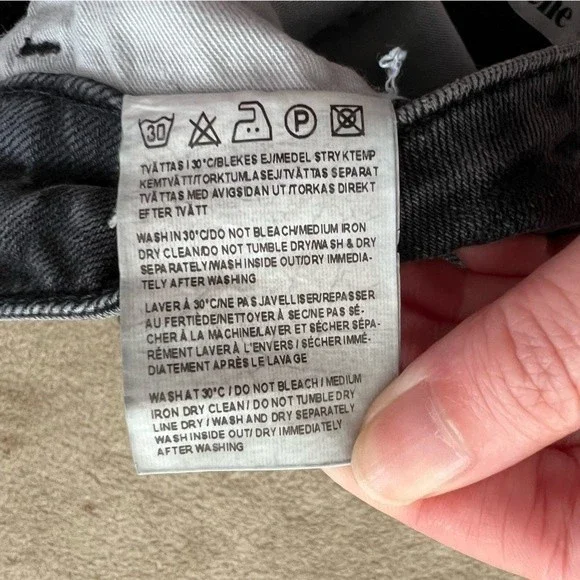 elle
30 P
TVÄTTAS I 30°C/BLEKES EJ/MEDEL STRYKTEMP
KEMTVÄTT/TORKTUMLAS EJ/TVÄTTAS SEPARAT
TVÄTTAS MED AVIGSIDAN UT/TORKAS DIREKT
EFTER TVÄTT
WASH IN 30°C/DO NOT BLEACH/MEDIUM IRON
DRY CLEAN/DO NOT TUMBLE DRY/WASH & DRY
SEPARATELY/WASH INSIDE OUT/DRY IMMEDIA-
TELY AFTER WASHING
LAVER À 30°C/NE PAS JAVELLISER/REPASSER
AU FERTIÈDE/NETTOYER À SEC NE PAS SÉ-
CHER À LA MACHINE/LAVER ET SÉCHER SÉPA-
RÉMENT LAVER À L'ENVERS / SÉCHER IMMÉ-
DIATEMENT APRÈS LE LAVAGE
WASH AT 30°C / DO NOT BLEACH / MEDIUM
IRON DRY CLEAN / DO NOT TUMBLE DRY
LINE DRY / WASH AND DRY SEPARATELY
WASH INSIDE OUT/ DRY IMMEDIATELY
AFTER WASHING